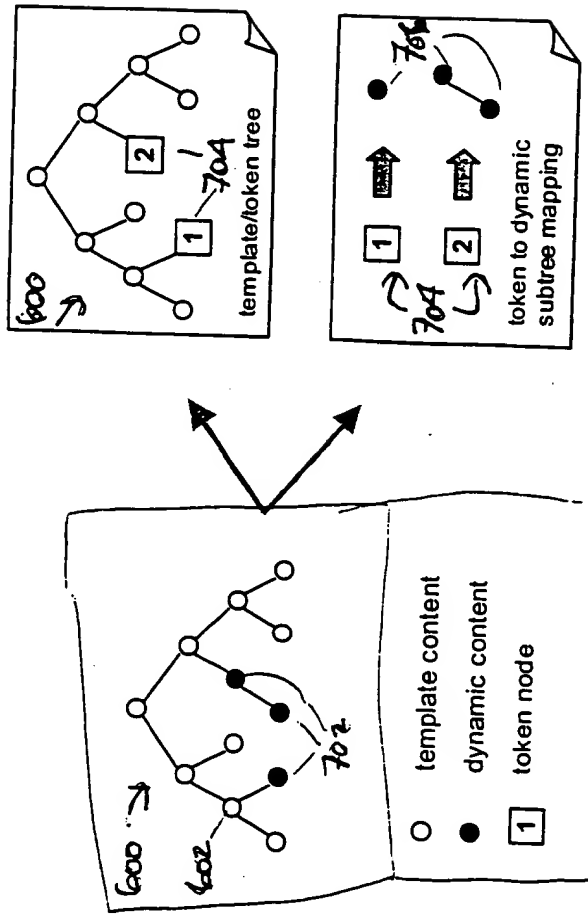 600
602
702
template content
dynamic content
1
token node
600
2
1
704
template/token tree
1
2
704
706
token to dynamic
subtree mapping